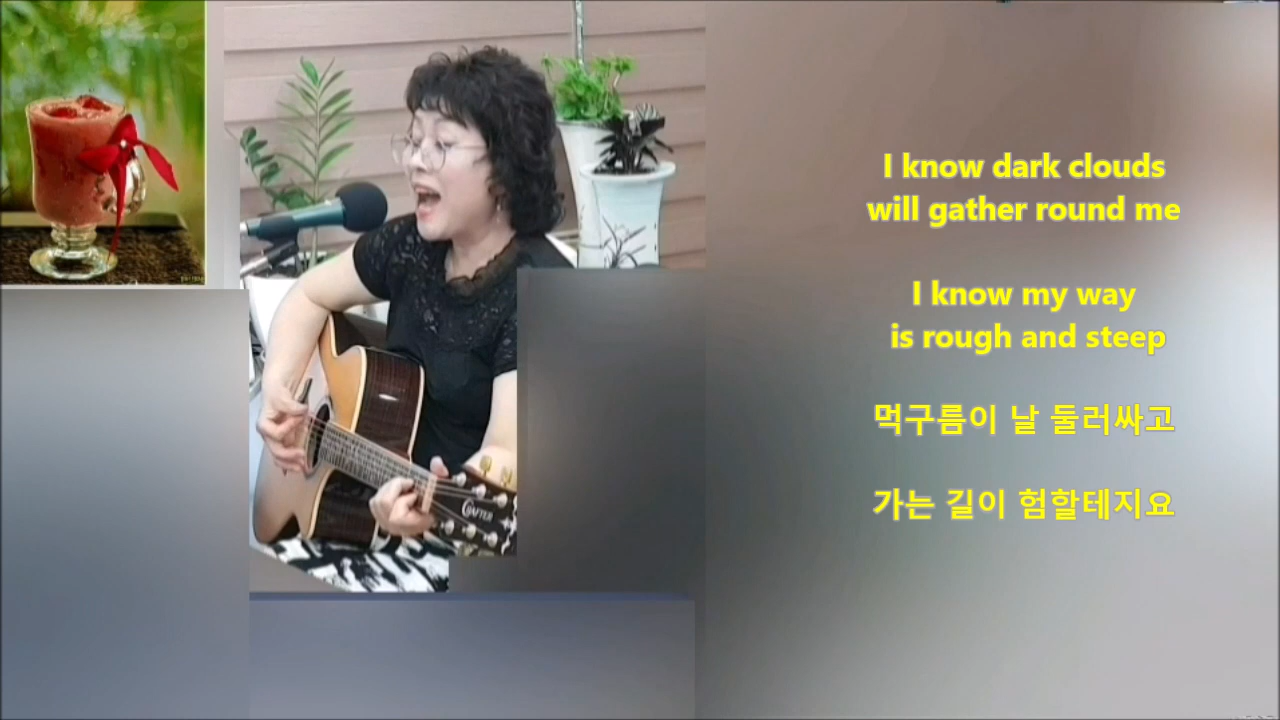 I know dark clouds
will gather round me
I know my way
is rough and steep
먹구름이 날 둘러싸고
가는 길이 험할테지요
CRAFTER